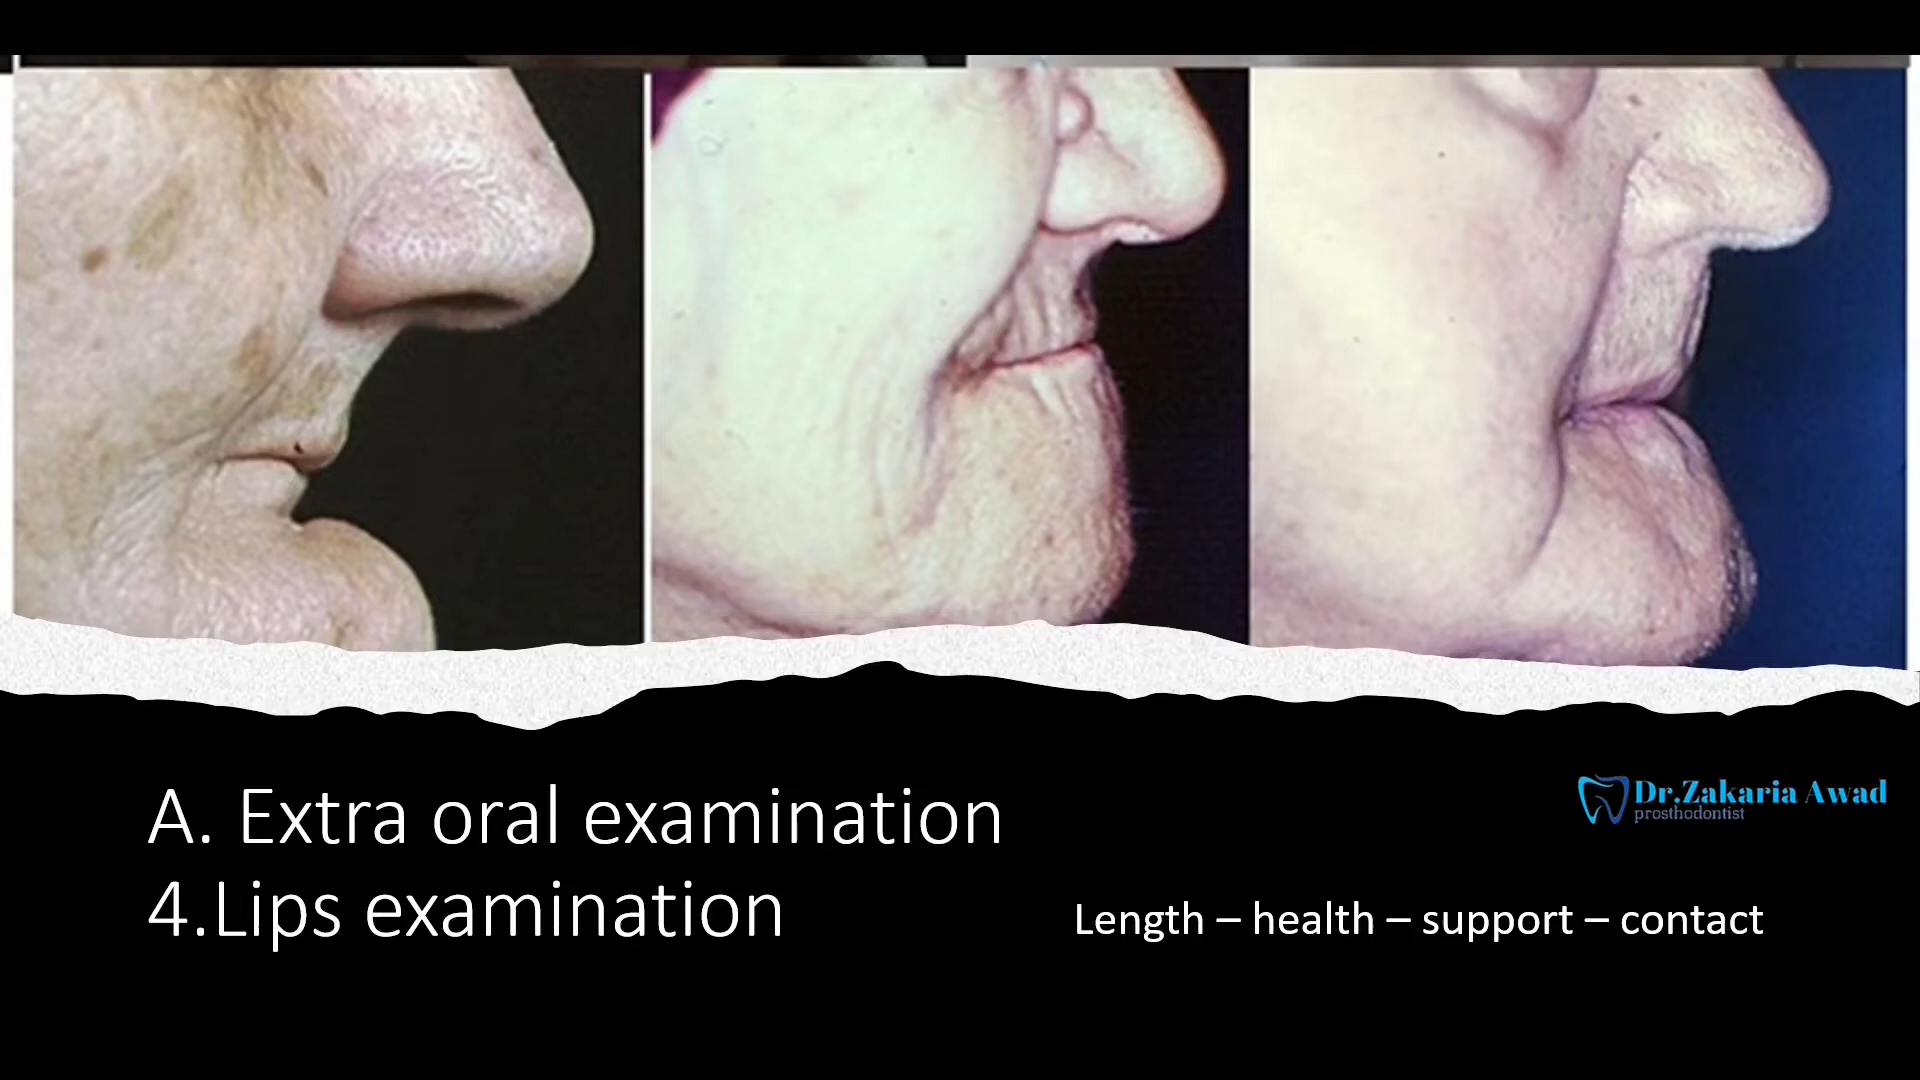 A. Extra oral examination
4.Lips examination
Dr.Zakaria Awad
prosthodontist
Length – health – support – contact